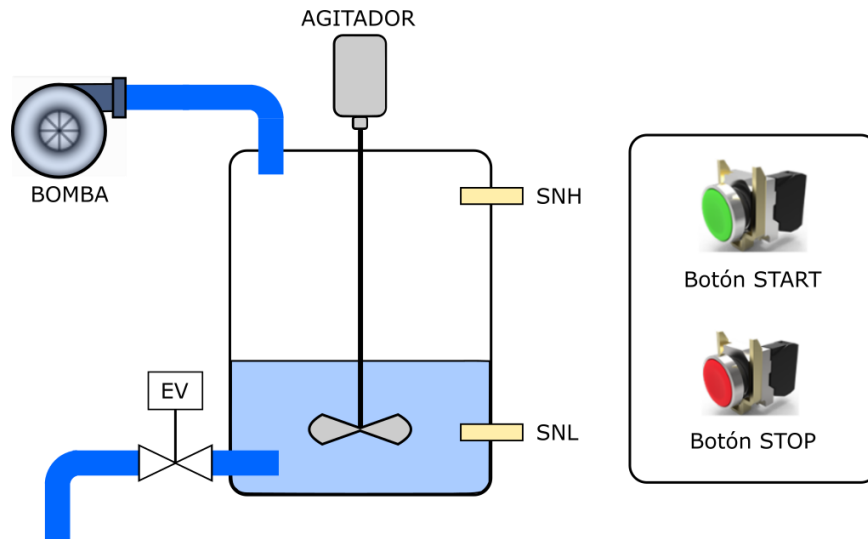 AGITADOR
BOMBA
SNH
Botón START
EV
SNL
Botón STOP